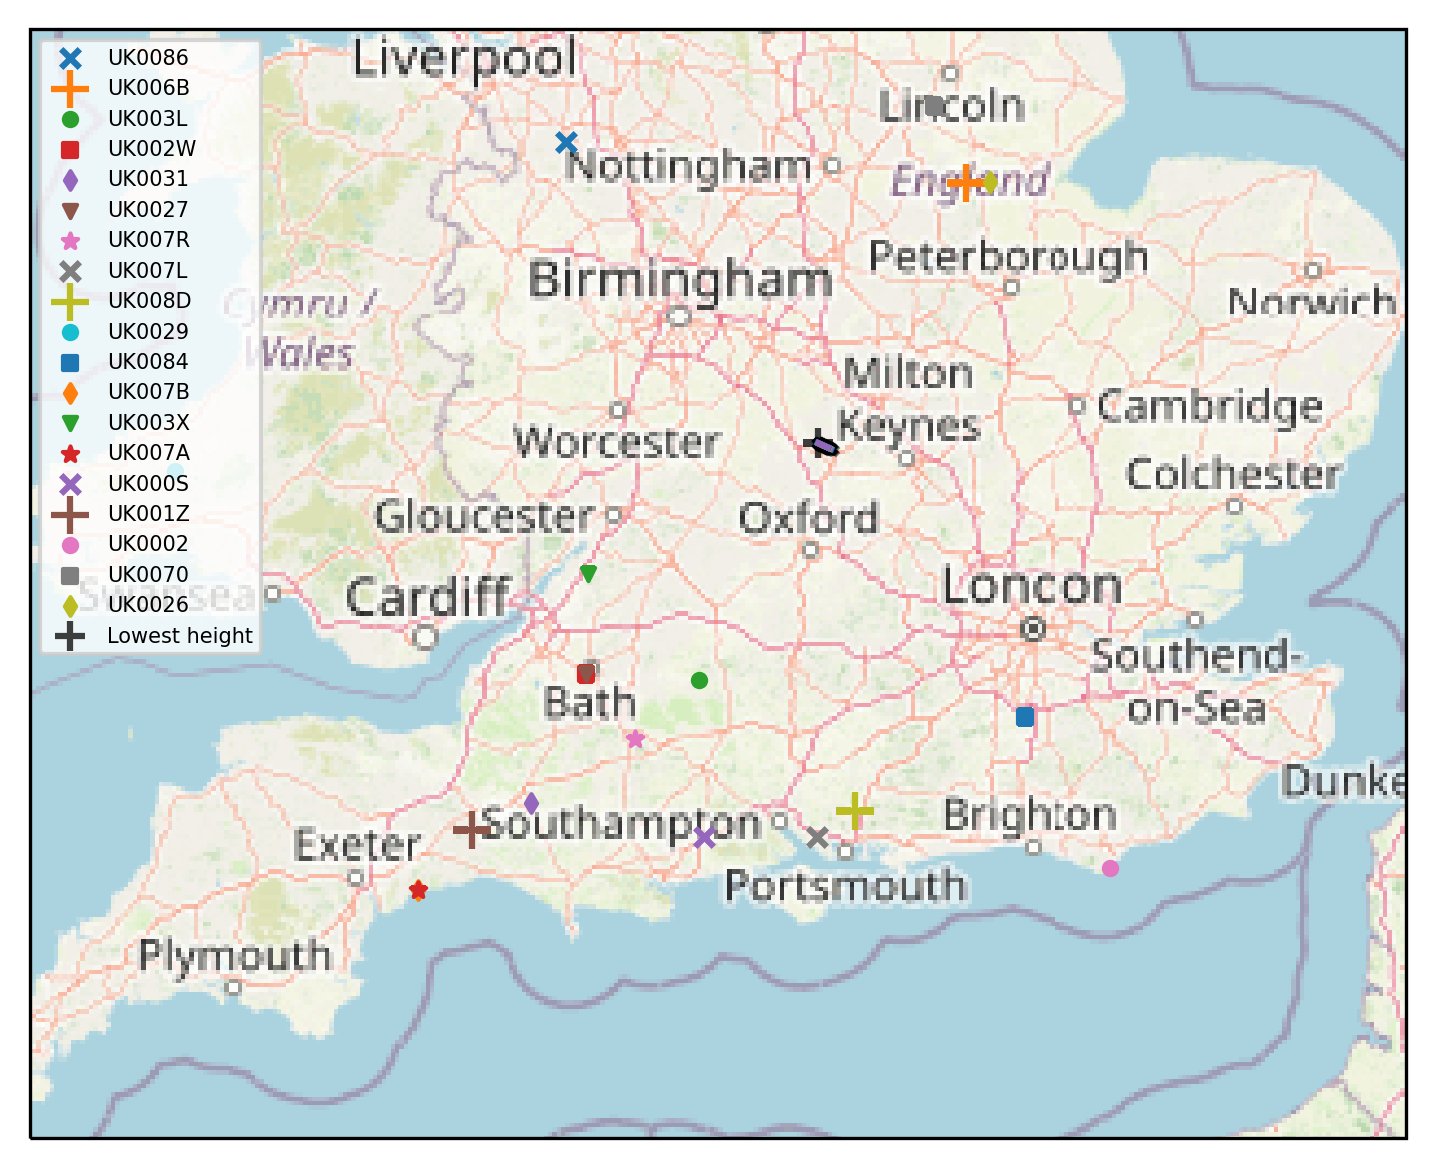 UK0086
UK006B
UK003L
UK002W
UK0031
UK0027
UK007R
UK007L
UK008D
UK0029
UK0084
UK007B
UK003X
UK007A
UK000S
UK001Z
UK0002
UK0070
UK0026
Lowest height
Liverpool
Lincoln
Nottingham
England
Peterborough
Birmingham
Norwich
Cymru /
Wales
Milton
Keynes
Cambridge
Worcester
Colchester
Gloucester
Oxford
Swansea
Cardiff
Loncon
Southend-
on-Sea
Bath
Dunke
Southampton
Brighton
Exeter
Portsmouth
Plymouth